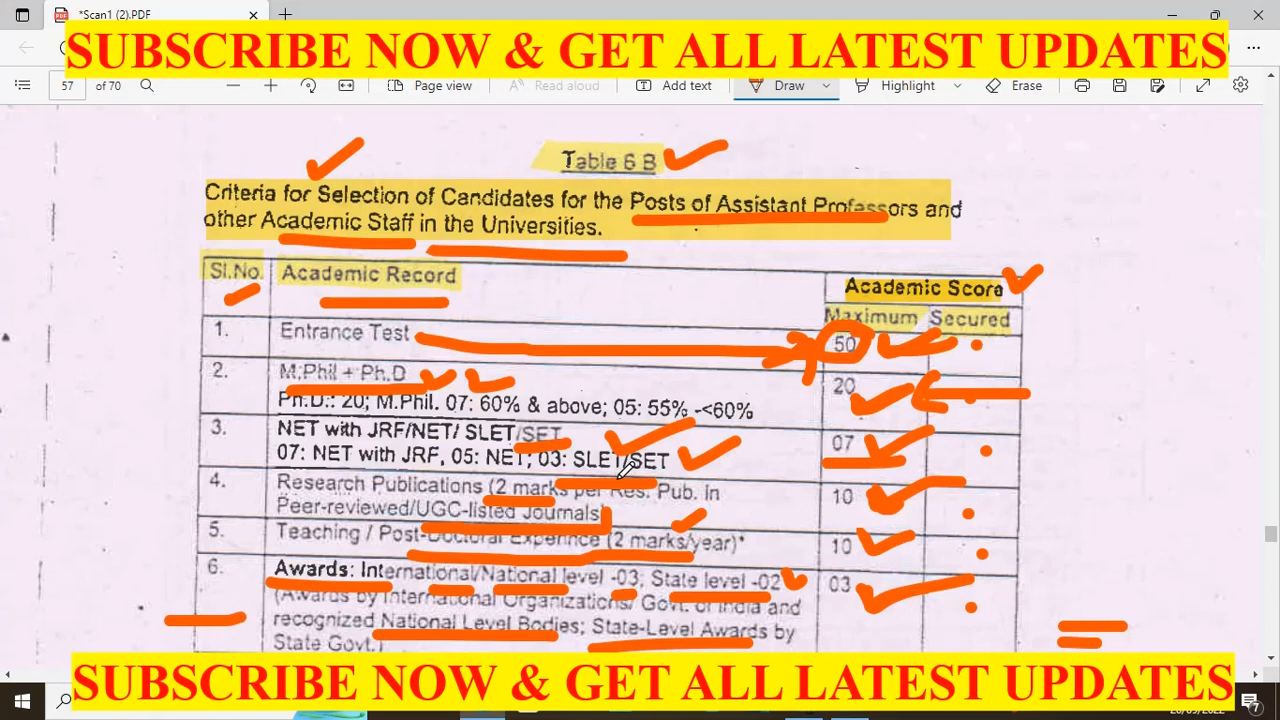 *Scan1 (2).PDF
SUBSCRIBE NOW & GET ALL LATEST UPDATES
57 of 70
Page view
Read aloud
Add text
Draw
Highlight
Erase
Table 6 B
Criteria for Selection of Candidates for the Posts of Assistant Professors and
other Academic Staff in the Universities.
Sl.No. Academic Record Academic Score
Maximum Secured
1. Entrance Test 50
2. M.Phil + Ph.D 20
Ph.D.: 20; M.Phil. 07: 60% & above; 05: 55% -<60%
3. NET with JRF/NET/ SLET/SET 07
07: NET with JRF, 05: NET; 03: SLET/SET
4. Research Publications (2 marks per Res. Pub. In 10
Peer-reviewed/UGC-listed Journals)
5. Teaching / Post-Doctoral Experince (2 marks/year)* 10
6. Awards: International/National level -03; State level -02 03
(Awards by International Organizations/ Govt. of India and
recognized National Level Bodies; State-Level Awards by
State Govt.)
SUBSCRIBE NOW & GET ALL LATEST UPDATES
7